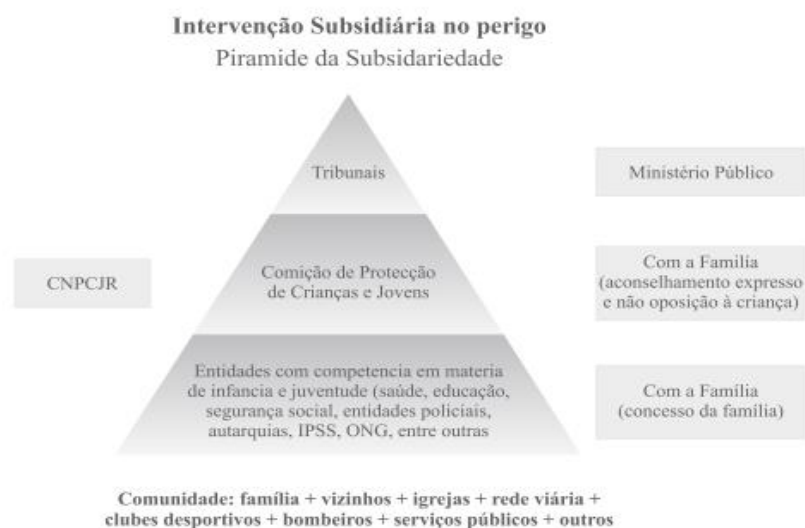 Intervenção Subsidiária no perigo
Piramide da Subsidariedade
Tribunais
Ministério Público
CNPCJR
Comição de Protecção
de Crianças e Jovens
Com a Família
(aconselhamento expresso
e não oposição à criança)
Entidades com competencia em materia
de infancia e juventude (saúde, educação,
segurança social, entidades policiais,
autarquias, IPSS, ONG, entre outras
Com a Família
(concesso da família)
Comunidade: família + vizinhos + igrejas + rede viária +
clubes desportivos + bombeiros + serviços públicos + outros